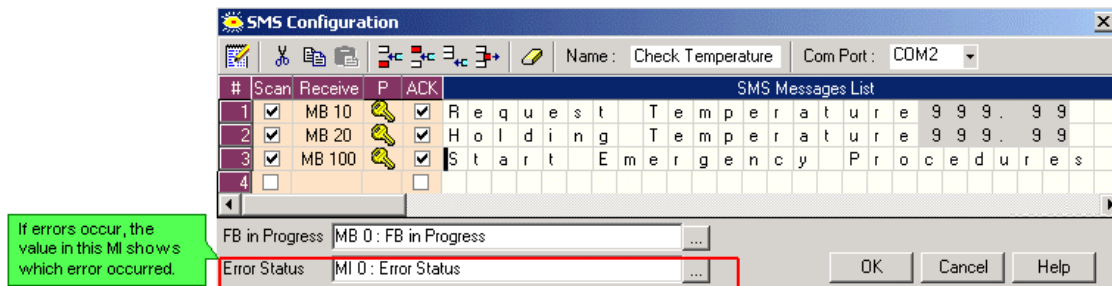 SMS Configuration
Name : Check Temperature Com Port : COM2
# Scan Receive P ACK SMS Messages List
1 MB 10 Request Temperature 999.99
2 MB 20 Holding Temperature 999.99
3 MB 100 Start Emergency Procedures
4
If errors occur, the
value in this MI shows
which error occurred.
FB in Progress MB 0 : FB in Progress ...
Error Status MI 0 : Error Status ... OK Cancel Help